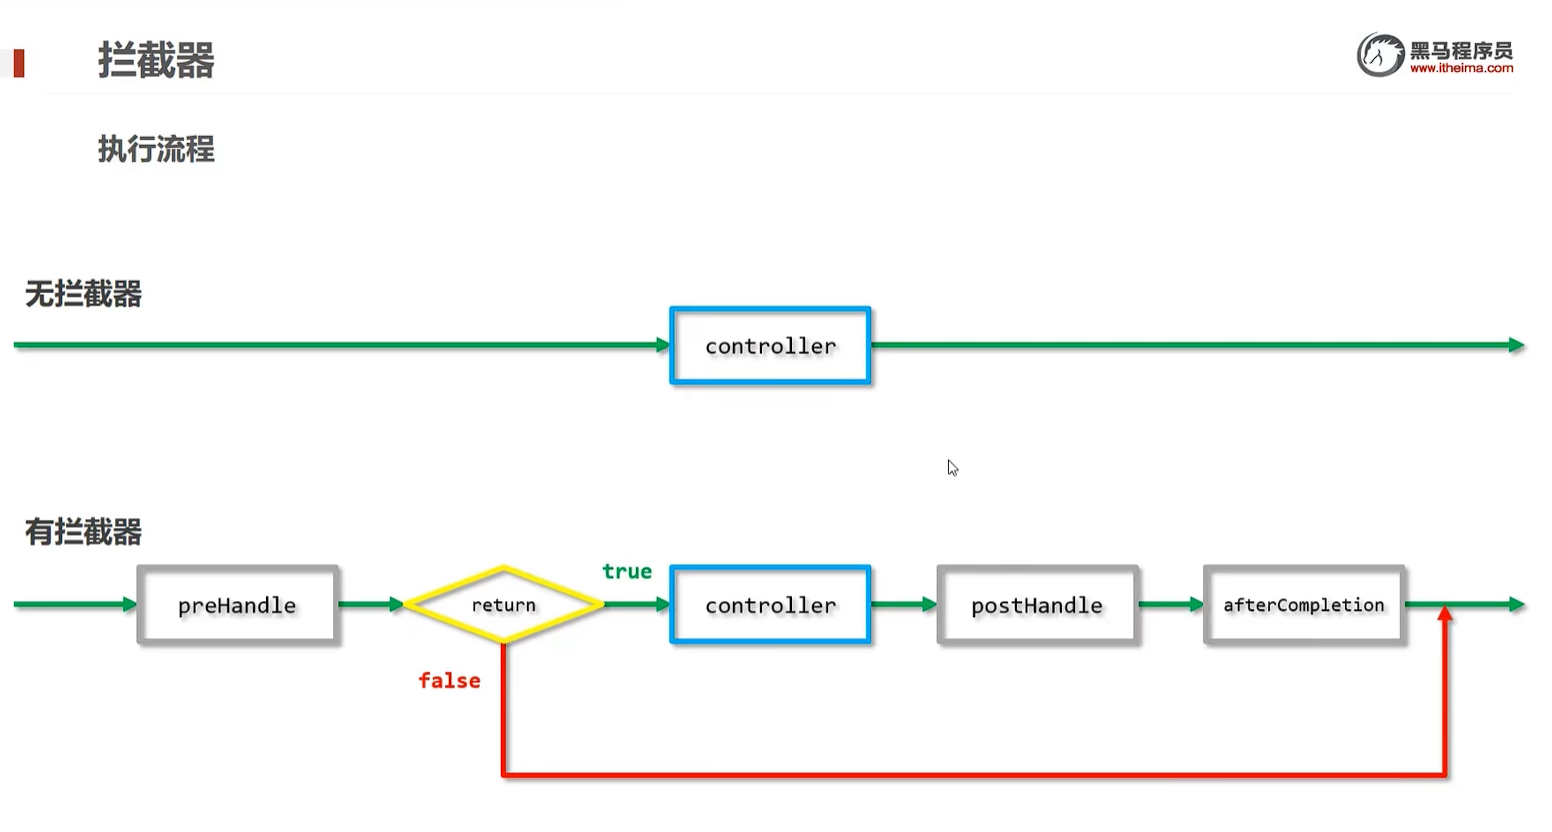 拦截器
黑马程序员
www.itheima.com
执行流程
无拦截器
controller
有拦截器
true
preHandle
return
controller
postHandle
afterCompletion
false